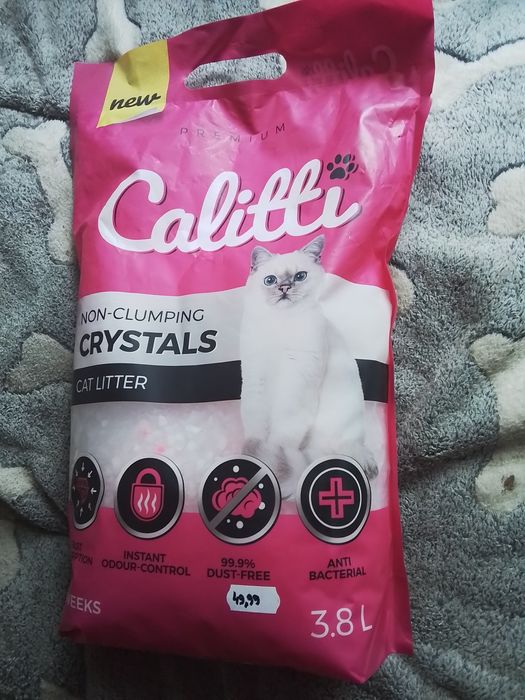 new
PREMIUM
Calitti
NON-CLUMPING
CRYSTALS
CAT LITTER
INSTANT
ODOUR-CONTROL
99.9%
DUST-FREE
ANTI
BACTERIAL
49,99
3.8 L